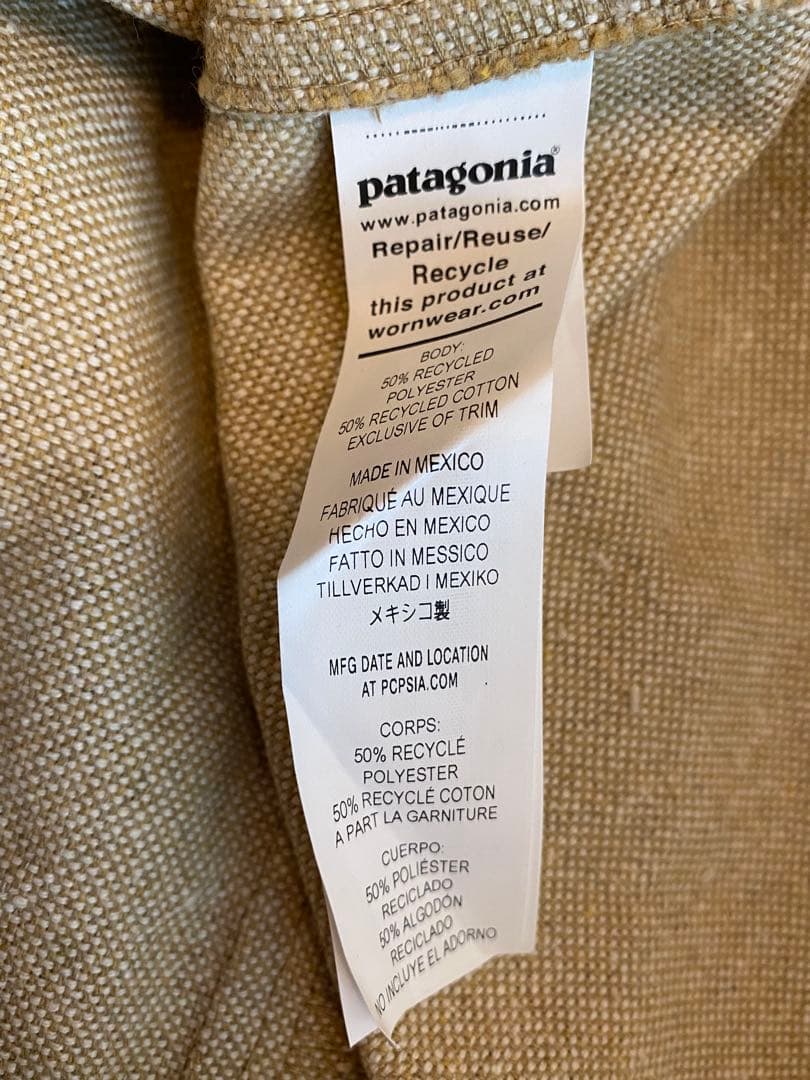 patagonia®
www.patagonia.com
Repair/Reuse/
Recycle
this product at
wornwear.com
BODY:
50% RECYCLED
POLYESTER
50% RECYCLED COTTON
EXCLUSIVE OF TRIM
MADE IN MEXICO
FABRIQUÉ AU MEXIQUE
HECHO EN MEXICO
FATTO IN MESSICO
TILLVERKAD I MEXIKO
メキシコ製
MFG DATE AND LOCATION
AT PCPSIA.COM
CORPS:
50% RECYCLÉ
POLYESTER
50% RECYCLÉ COTON
A PART LA GARNITURE
CUERPO:
50% POLIÉSTER
RECICLADO
50% ALGODÓN
RECICLADO
NO INCLUYE EL ADORNO